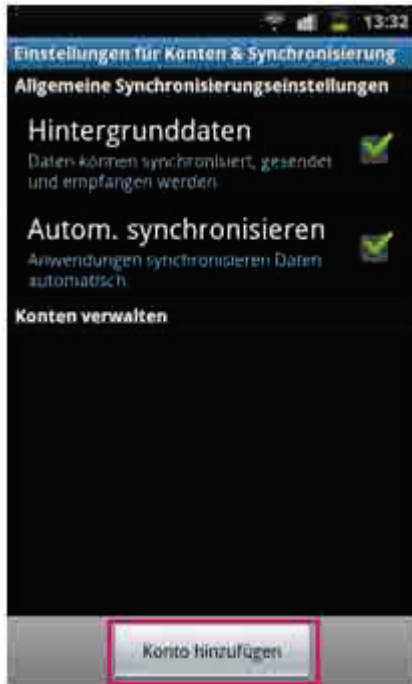 13:32
Einstellungen für Konten & Synchronisierung
Allgemeine Synchronisierungseinstellungen
Hintergrunddaten
Daten können synchronisiert, gesendet
und empfangen werden
Autom. synchronisieren
Anwendungen synchronisieren Daten
automatisch.
Konten verwalten
Konto hinzufügen